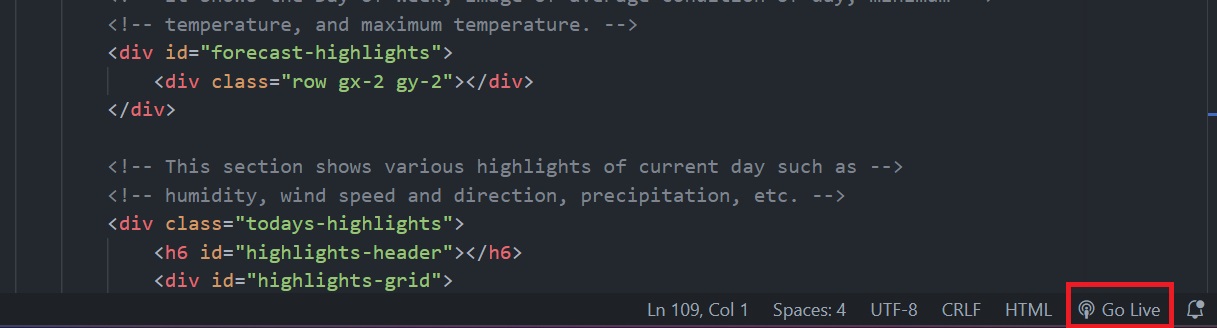 <!-- temperature, and maximum temperature. -->
<div id="forecast-highlights">
<div class="row gx-2 gy-2"></div>
</div>
<!-- This section shows various highlights of current day such as -->
<!-- humidity, wind speed and direction, precipitation, etc. -->
<div class="todays-highlights">
<h6 id="highlights-header"></h6>
<div id="highlights-grid">
Ln 109, Col 1 Spaces: 4 UTF-8 CRLF HTML Go Live